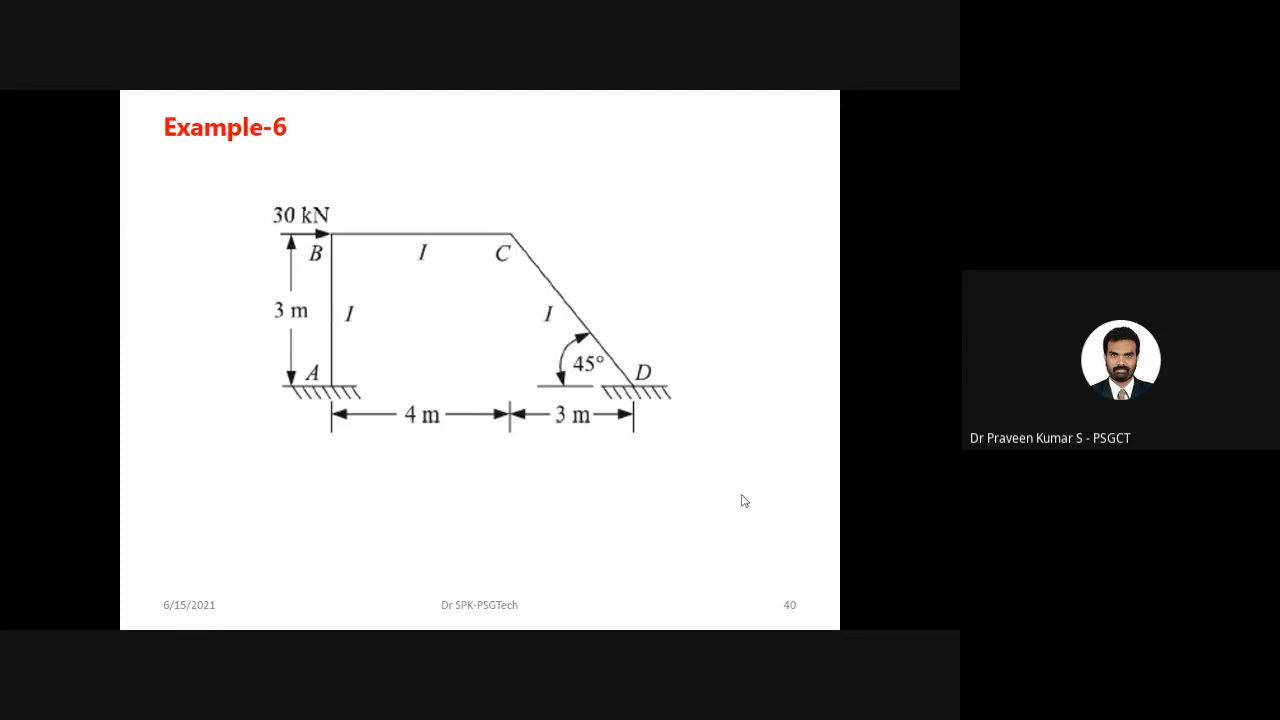 Example-6
30 kN
B
I
C
3 m
I
I
A
45°
D
4 m
3 m
Dr Praveen Kumar S - PSGCT
6/15/2021
Dr SPK-PSGTech
40